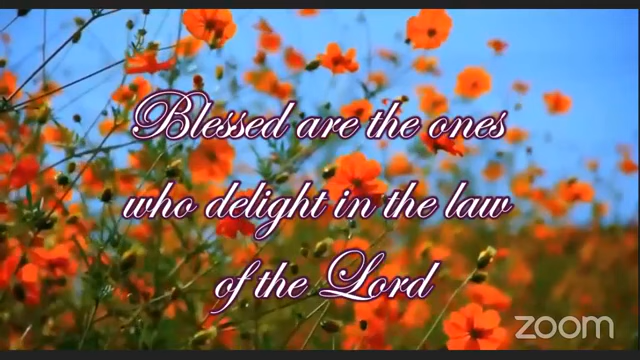 Blessed are the ones
who delight in the law
of the Lord
zoom